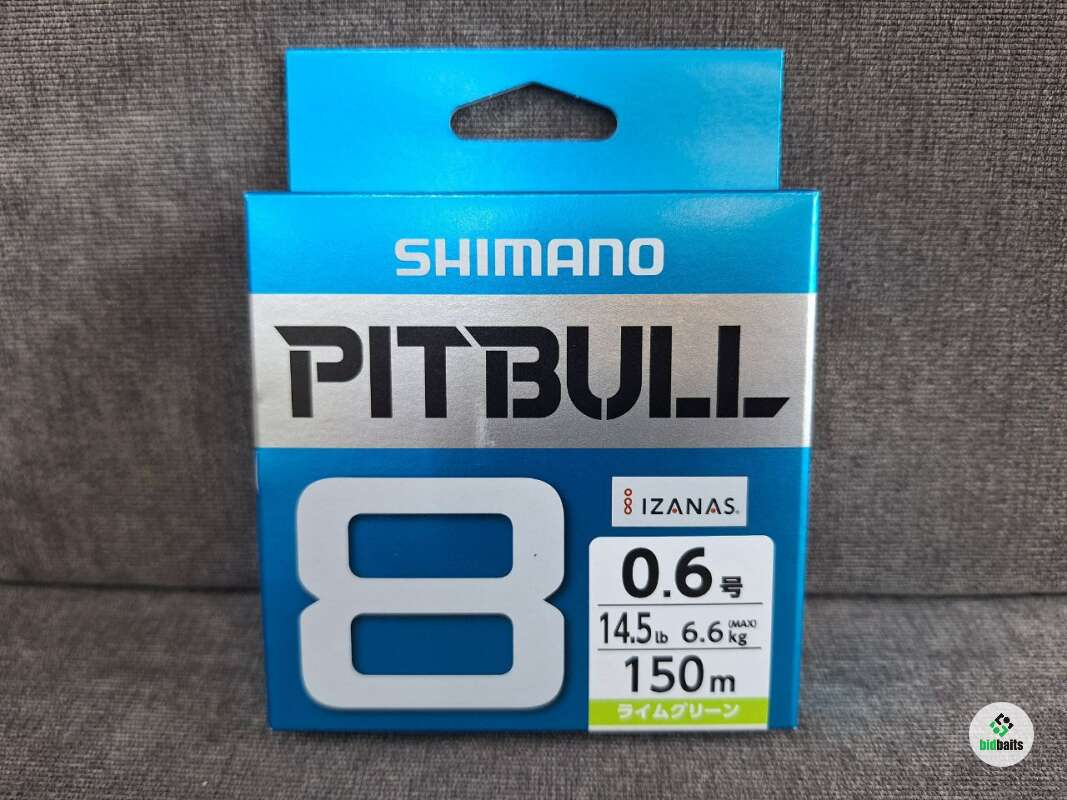 SHIMANO
PITBULL
8
IZANAS
0.6号
14.5lb 6.6kg (MAX)
150m
ライムグリーン
bidbaits